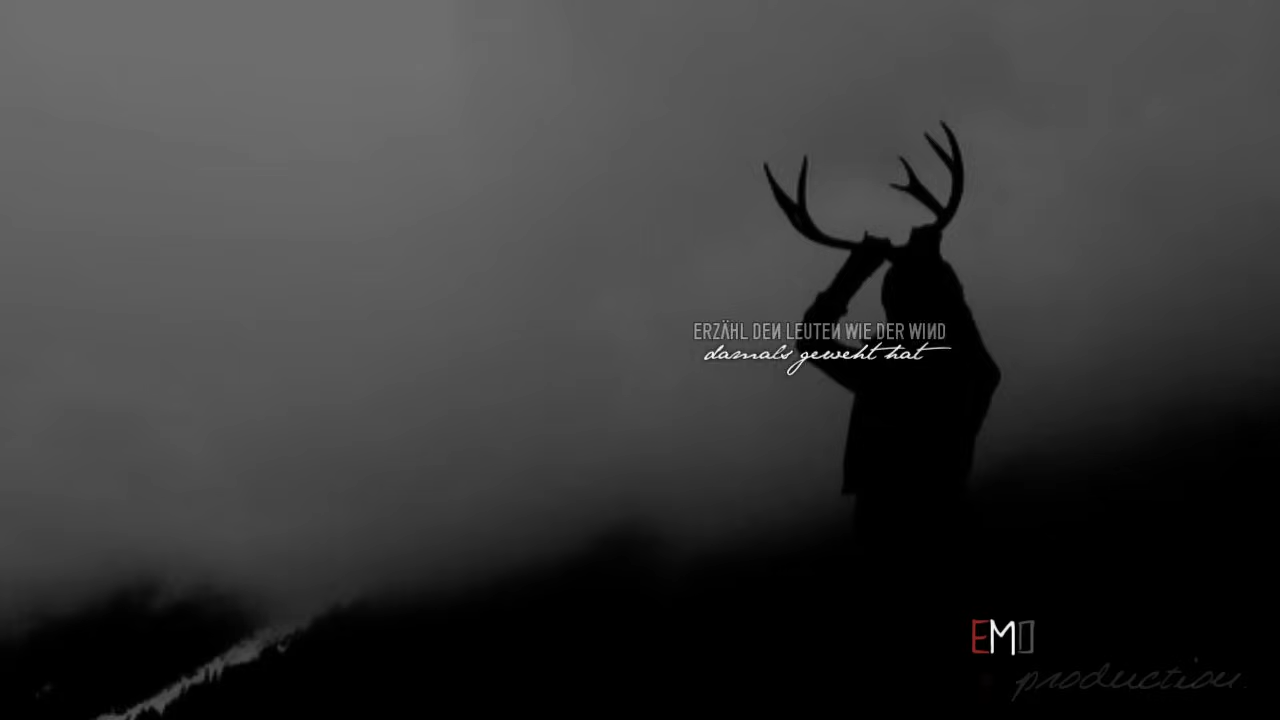 ERZÄHL DEN LEUTEN WIE DER WIND
damals geweht hat
EMO
production.